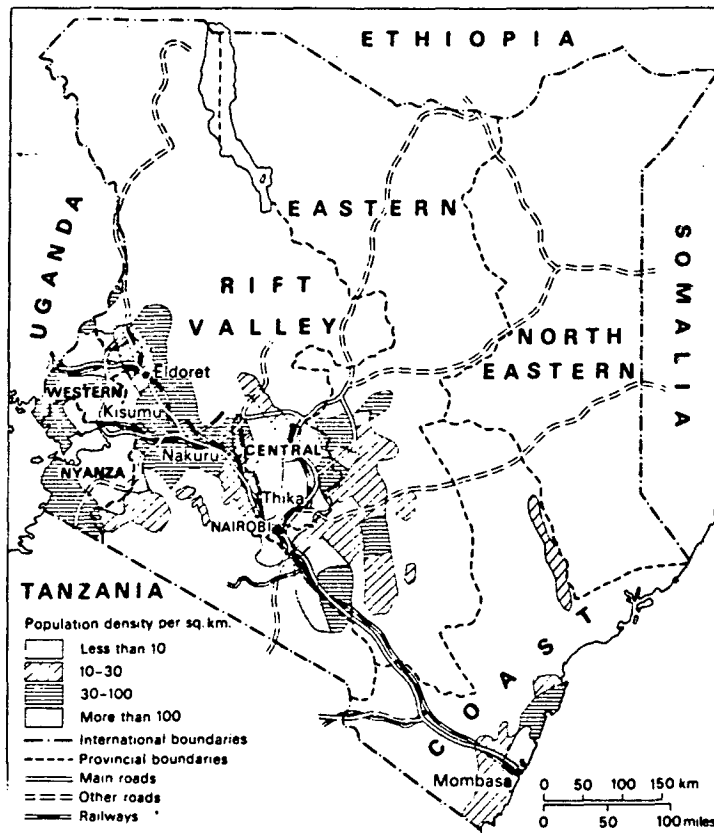 ETHIOPIA
UGANDA
EASTERN
SOMALIA
RIFT
VALLEY
NORTH
EASTERN
Eldoret
WESTERN
Kisumu
Nakuru
CENTRAL
NYANZA
Thika
NAIROBI
TANZANIA
COAST
Mombasa
Population density per sq. km.
Less than 10
10-30
30-100
More than 100
International boundaries
Provincial boundaries
Main roads
Other roads
Railways
0 50 100 150 km
0 50 100 miles